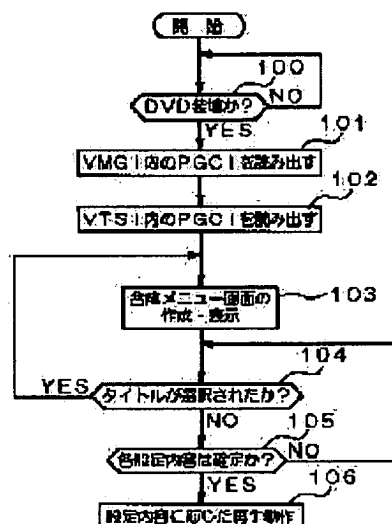 開始
100
DVD装填か?
NO
YES
101
VMGI内のPGCIを読み出す
102
VTSI内のPGCIを読み出す
メニュー画面の
作成・表示
103
104
YES
タイトルが選択されたか?
NO
105
各設定内容は確定か?
NO
YES
106
設定内容に応じた再生動作